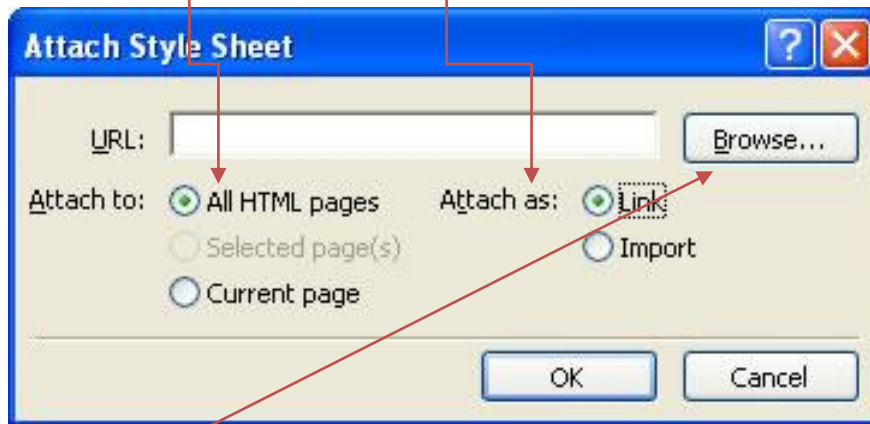 Attach Style Sheet
URL: Browse...
Attach to: All HTML pages Attach as: Link
Selected page(s) Import
Current page
OK Cancel